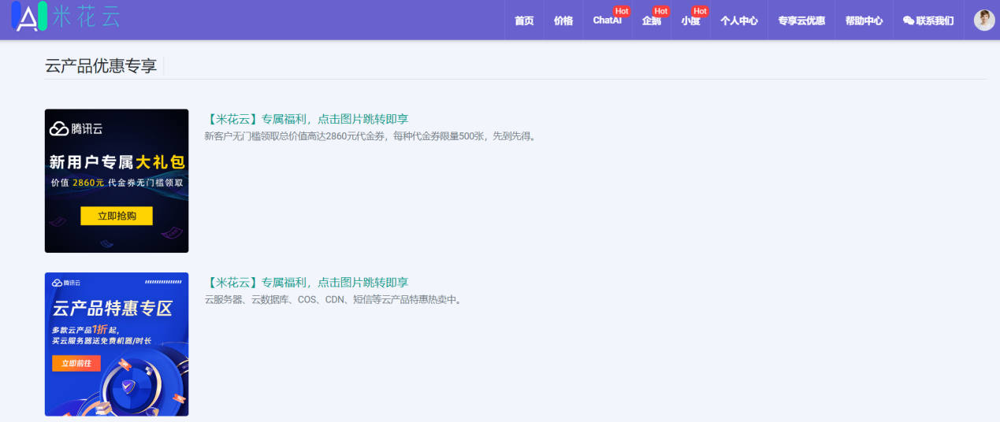 AI 米花云
首页 价格 ChatAI Hot 企鹅 Hot 小度 Hot 个人中心 专享云优惠 帮助中心 联系我们
云产品优惠专享
腾讯云
新用户专属大礼包
价值 2860元 代金券无门槛领取
立即抢购
【米花云】专属福利，点击图片跳转即享
新客户无门槛领取总价值高达2860元代金券，每种代金券限量500张，先到先得。
腾讯云
云产品特惠专区
多款云产品1折起，
买云服务器送免费机器/时长
立即前往
【米花云】专属福利，点击图片跳转即享
云服务器、云数据库、COS、CDN、短信等云产品特惠热卖中。